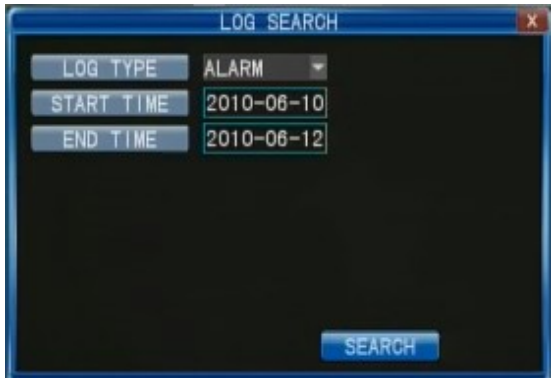 LOG SEARCH X
LOG TYPE ALARM
START TIME 2010-06-10
END TIME 2010-06-12
SEARCH